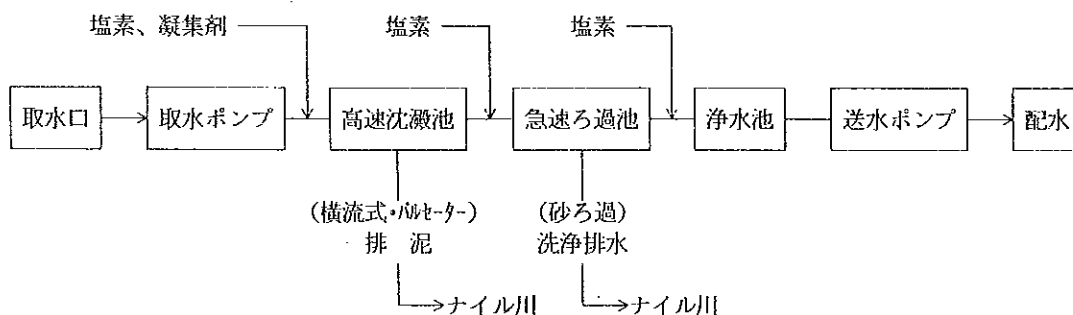 塩素、凝集剤 塩素 塩素
取水口 取水ポンプ 高速沈澱池 急速ろ過池 浄水池 送水ポンプ 配水
(横流式・パルセーター) (砂ろ過)
排 泥 洗浄排水
ナイル川 ナイル川